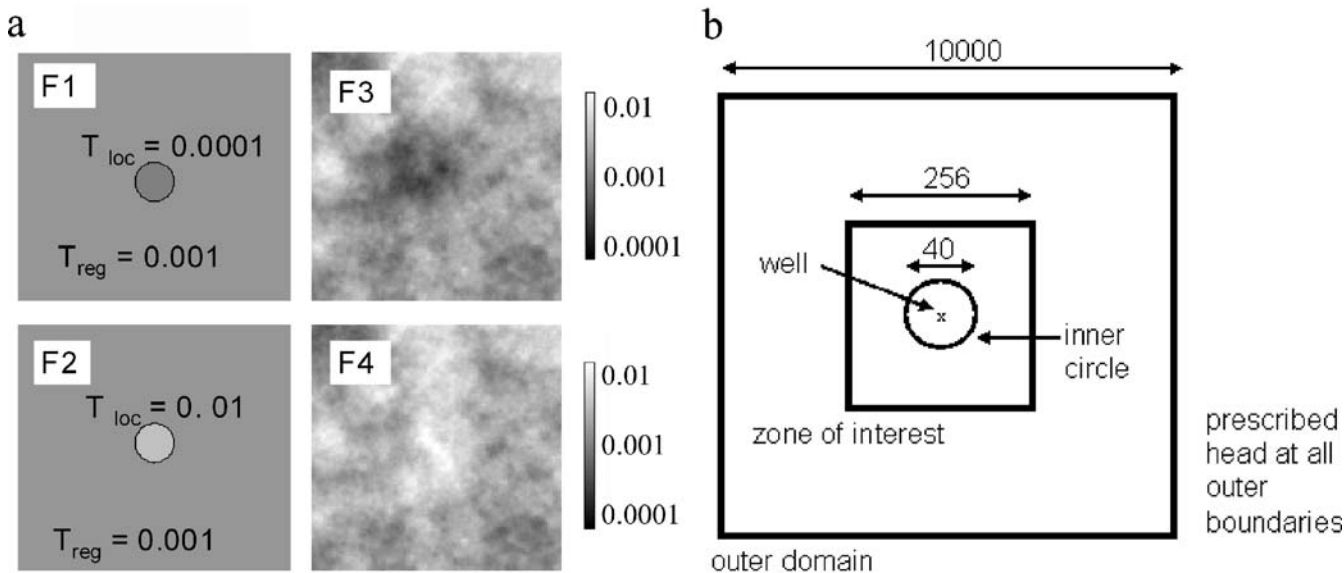 a
F1
T loc = 0.0001
T reg = 0.001
F3
0.01
0.001
0.0001
F2
T loc = 0. 01
T reg = 0.001
F4
0.01
0.001
0.0001
b
10000
256
40
well
x
inner
circle
zone of interest
prescribed
head at all
outer
boundaries
outer domain